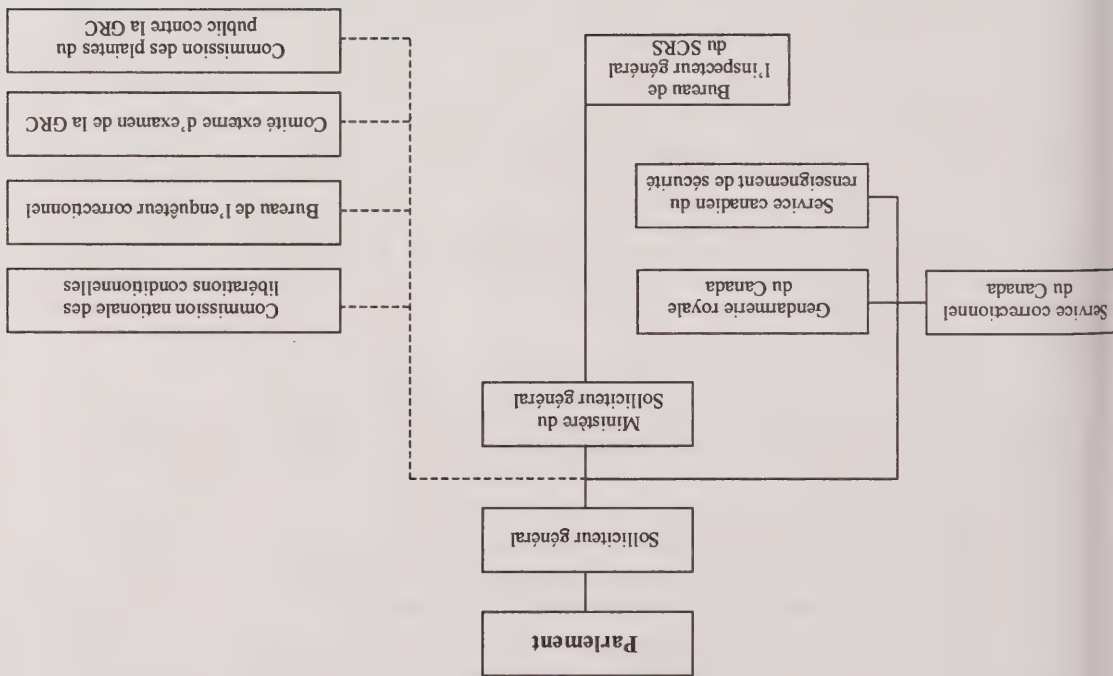 Parlement
Solliciteur général
Ministère du
Solliciteur général
Commission nationale des
libérations conditionnelles
Bureau de l'enquêteur correctionnel
Comité externe d'examen de la GRC
Commission des plaintes du
public contre la GRC
Service correctionnel
du Canada
Gendarmerie royale
du Canada
Service canadien du
renseignement de sécurité
Bureau de
l'inspecteur général
du SCRS